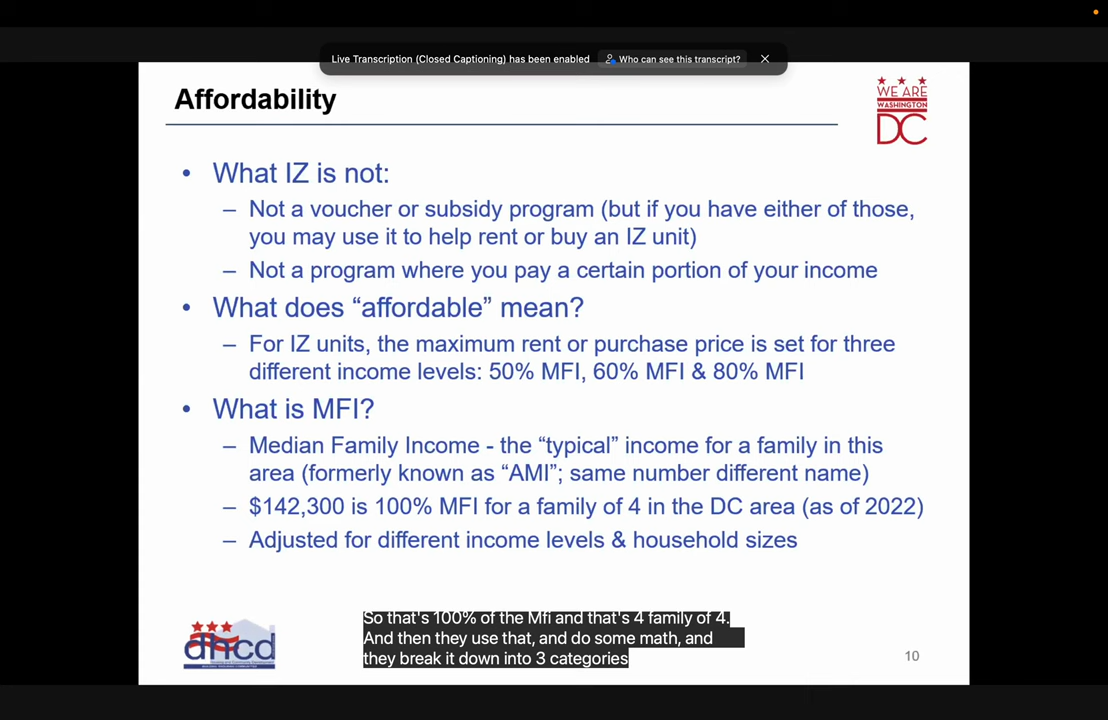 Live Transcription (Closed Captioning) has been enabled Who can see this transcript?
Affordability
WE ARE
WASHINGTON
DC
• What IZ is not:
– Not a voucher or subsidy program (but if you have either of those,
you may use it to help rent or buy an IZ unit)
– Not a program where you pay a certain portion of your income
• What does “affordable” mean?
– For IZ units, the maximum rent or purchase price is set for three
different income levels: 50% MFI, 60% MFI & 80% MFI
• What is MFI?
– Median Family Income - the “typical” income for a family in this
area (formerly known as “AMI”; same number different name)
– $142,300 is 100% MFI for a family of 4 in the DC area (as of 2022)
– Adjusted for different income levels & household sizes
So that's 100% of the Mfi and that's 4 family of 4.
And then they use that, and do some math, and
they break it down into 3 categories
dhcd
10